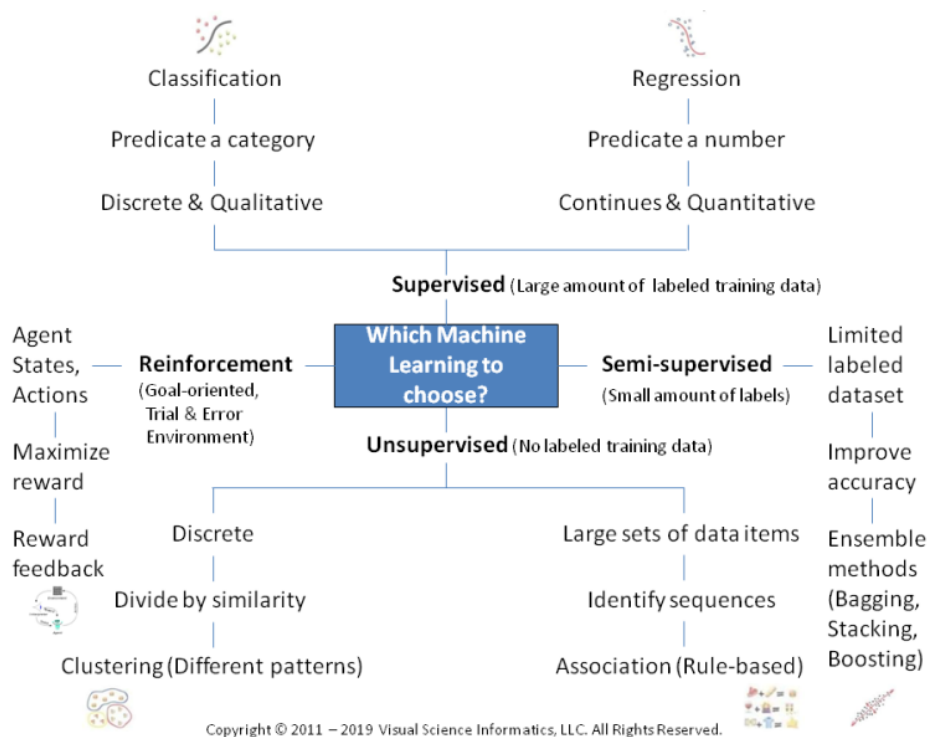 Classification
Regression
Predicate a category
Predicate a number
Discrete & Qualitative
Continues & Quantitative
Supervised (Large amount of labeled training data)
Agent
States,
Actions
Reinforcement
(Goal-oriented,
Trial & Error
Environment)
Which Machine
Learning to
choose?
Semi-supervised
(Small amount of labels)
Limited
labeled
dataset
Unsupervised (No labeled training data)
Maximize
reward
Improve
accuracy
Discrete
Large sets of data items
Reward
feedback
Ensemble
methods
(Bagging,
Stacking,
Boosting)
Divide by similarity
Identify sequences
Clustering (Different patterns)
Association (Rule-based)
Copyright © 2011 – 2019 Visual Science Informatics, LLC. All Rights Reserved.